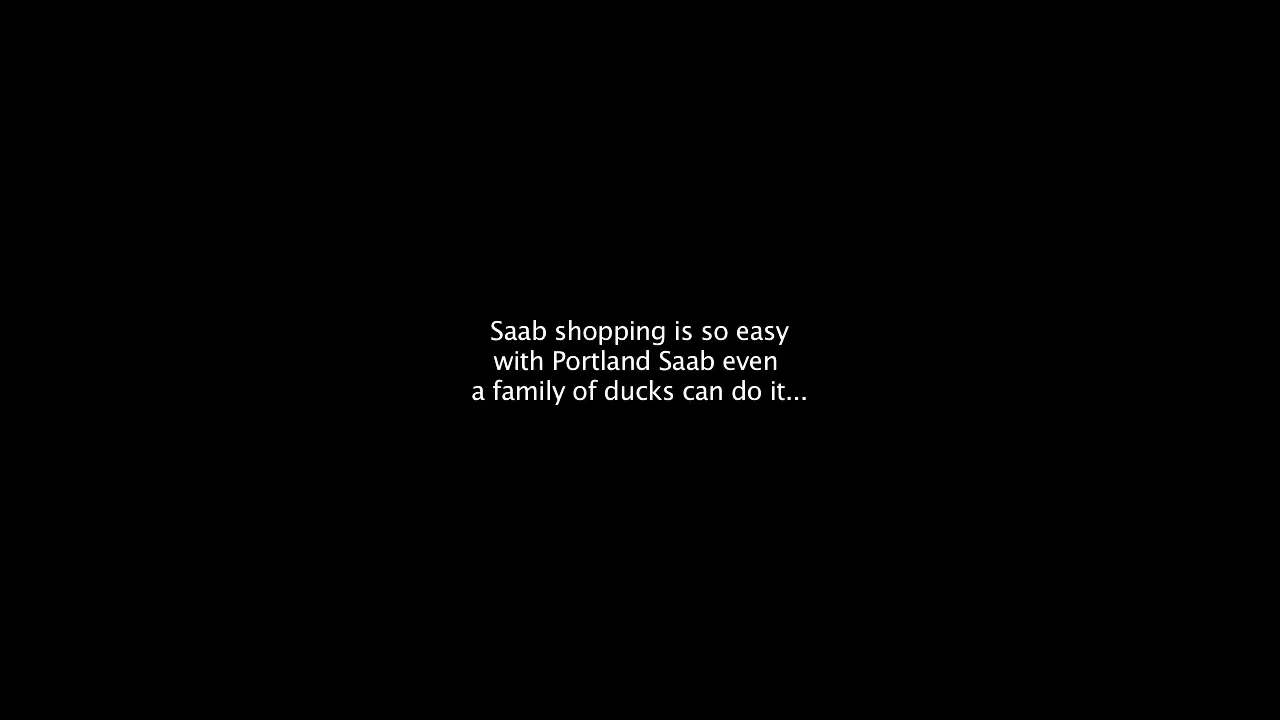 Saab shopping is so easy
with Portland Saab even
a family of ducks can do it...